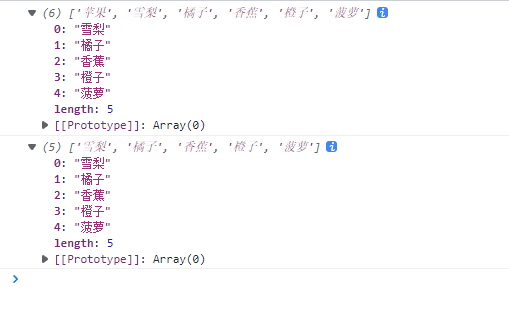 ▼ (6) ['苹果', '雪梨', '橘子', '香蕉', '橙子', '菠萝'] i
0: "雪梨"
1: "橘子"
2: "香蕉"
3: "橙子"
4: "菠萝"
length: 5
▶ [[Prototype]]: Array(0)
▼ (5) ['雪梨', '橘子', '香蕉', '橙子', '菠萝'] i
0: "雪梨"
1: "橘子"
2: "香蕉"
3: "橙子"
4: "菠萝"
length: 5
▶ [[Prototype]]: Array(0)
>